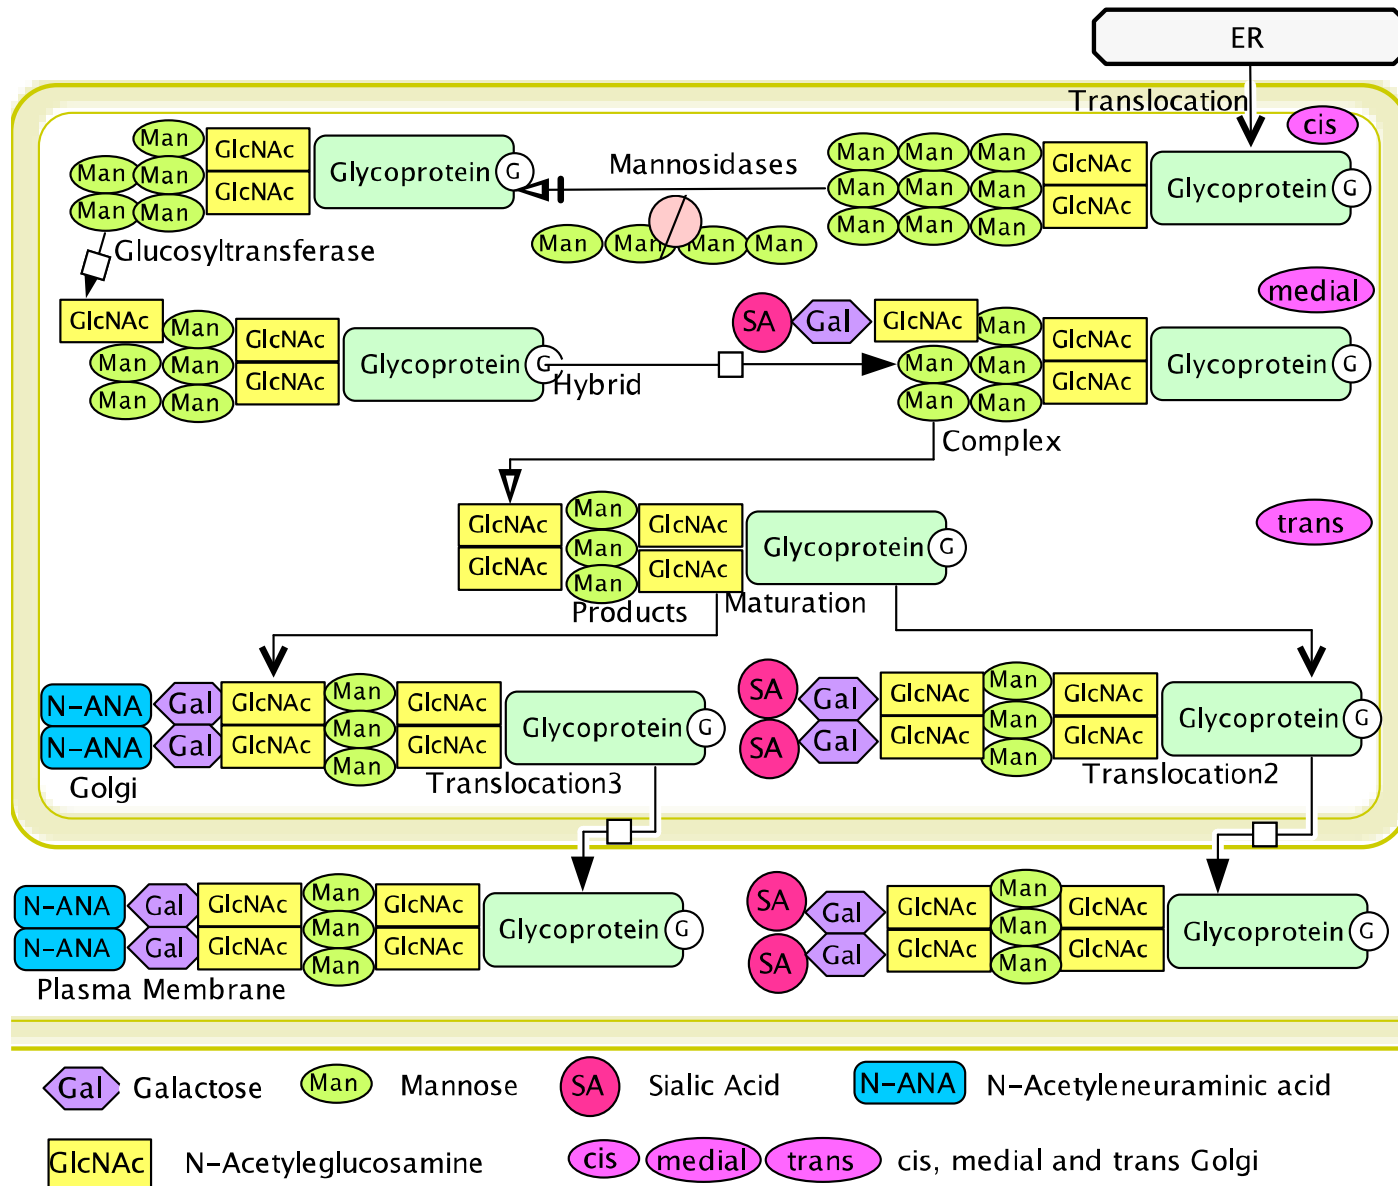 ER
Translocation
cis
Man GlcNAc Glycoprotein G Mannosidases Man Man Man GlcNAc Glycoprotein G
Man Man GlcNAc Man Man Man GlcNAc
Man Man Man Man Man
Man Man Man Man
Glucosyltransferase
medial
GlcNAc Man GlcNAc Glycoprotein G SA Gal GlcNAc Man GlcNAc Glycoprotein G
Man Man GlcNAc Man Man GlcNAc
Man Man Hybrid Man Man
Complex
trans
GlcNAc Man GlcNAc Glycoprotein G
GlcNAc Man GlcNAc
Man
Products Maturation
N-ANA Gal GlcNAc Man GlcNAc Glycoprotein G SA Gal GlcNAc Man GlcNAc Glycoprotein G
N-ANA Gal GlcNAc Man GlcNAc SA Gal GlcNAc Man GlcNAc
Man Man
Golgi Translocation3 Translocation2
N-ANA Gal GlcNAc Man GlcNAc Glycoprotein G SA Gal GlcNAc Man GlcNAc Glycoprotein G
N-ANA Gal GlcNAc Man GlcNAc SA Gal GlcNAc Man GlcNAc
Man Man
Plasma Membrane
Gal Galactose Man Mannose SA Sialic Acid N-ANA N-Acetyleneuraminic acid
GlcNAc N-Acetyleglucosamine cis medial trans cis, medial and trans Golgi